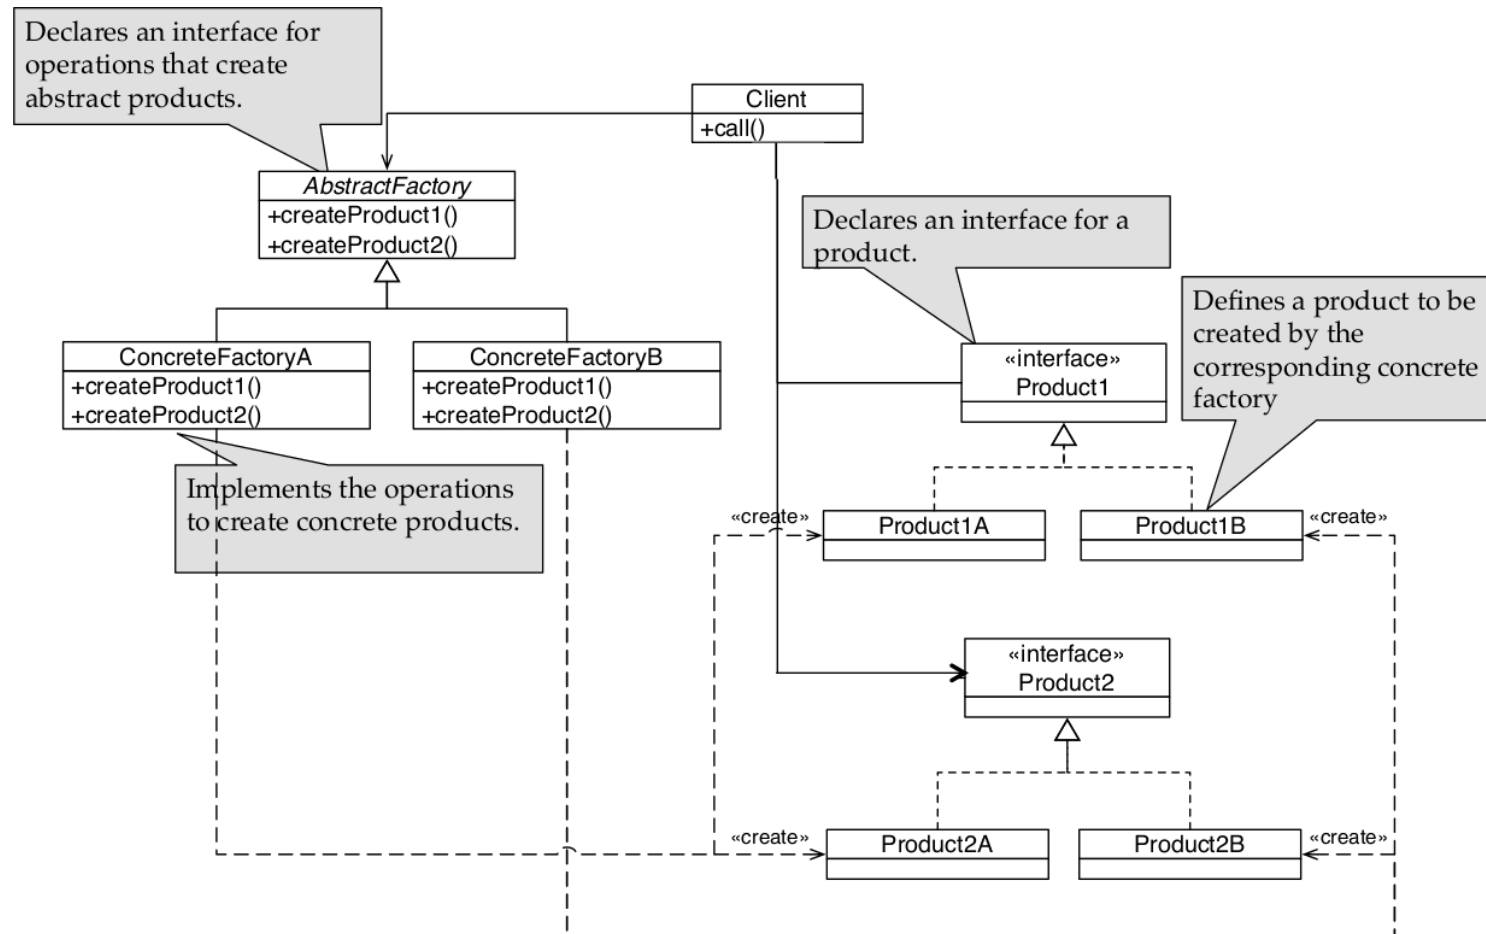 Declares an interface for
operations that create
abstract products.
Client
+call()
AbstractFactory
+createProduct1()
+createProduct2()
Declares an interface for a
product.
Defines a product to be
created by the
corresponding concrete
factory
ConcreteFactoryA
+createProduct1()
+createProduct2()
ConcreteFactoryB
+createProduct1()
+createProduct2()
«interface»
Product1
Implements the operations
to create concrete products.
«create»
Product1A
Product1B
«create»
«interface»
Product2
«create»
Product2A
Product2B
«create»